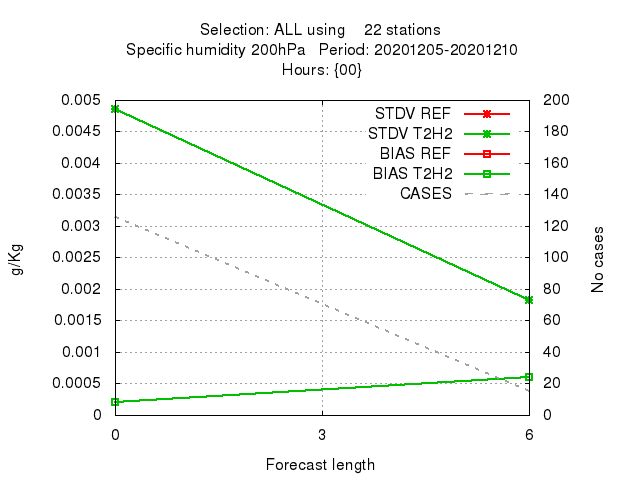 Selection: ALL using    22 stations
Specific humidity 200hPa   Period: 20201205-20201210
Hours: {00}
0.005
0.0045
0.004
0.0035
0.003
0.0025
0.002
0.0015
0.001
0.0005
0
g/Kg
STDV REF
STDV T2H2
BIAS REF
BIAS T2H2
CASES
200
180
160
140
120
100
80
60
40
20
0
No cases
0 3 6
Forecast length